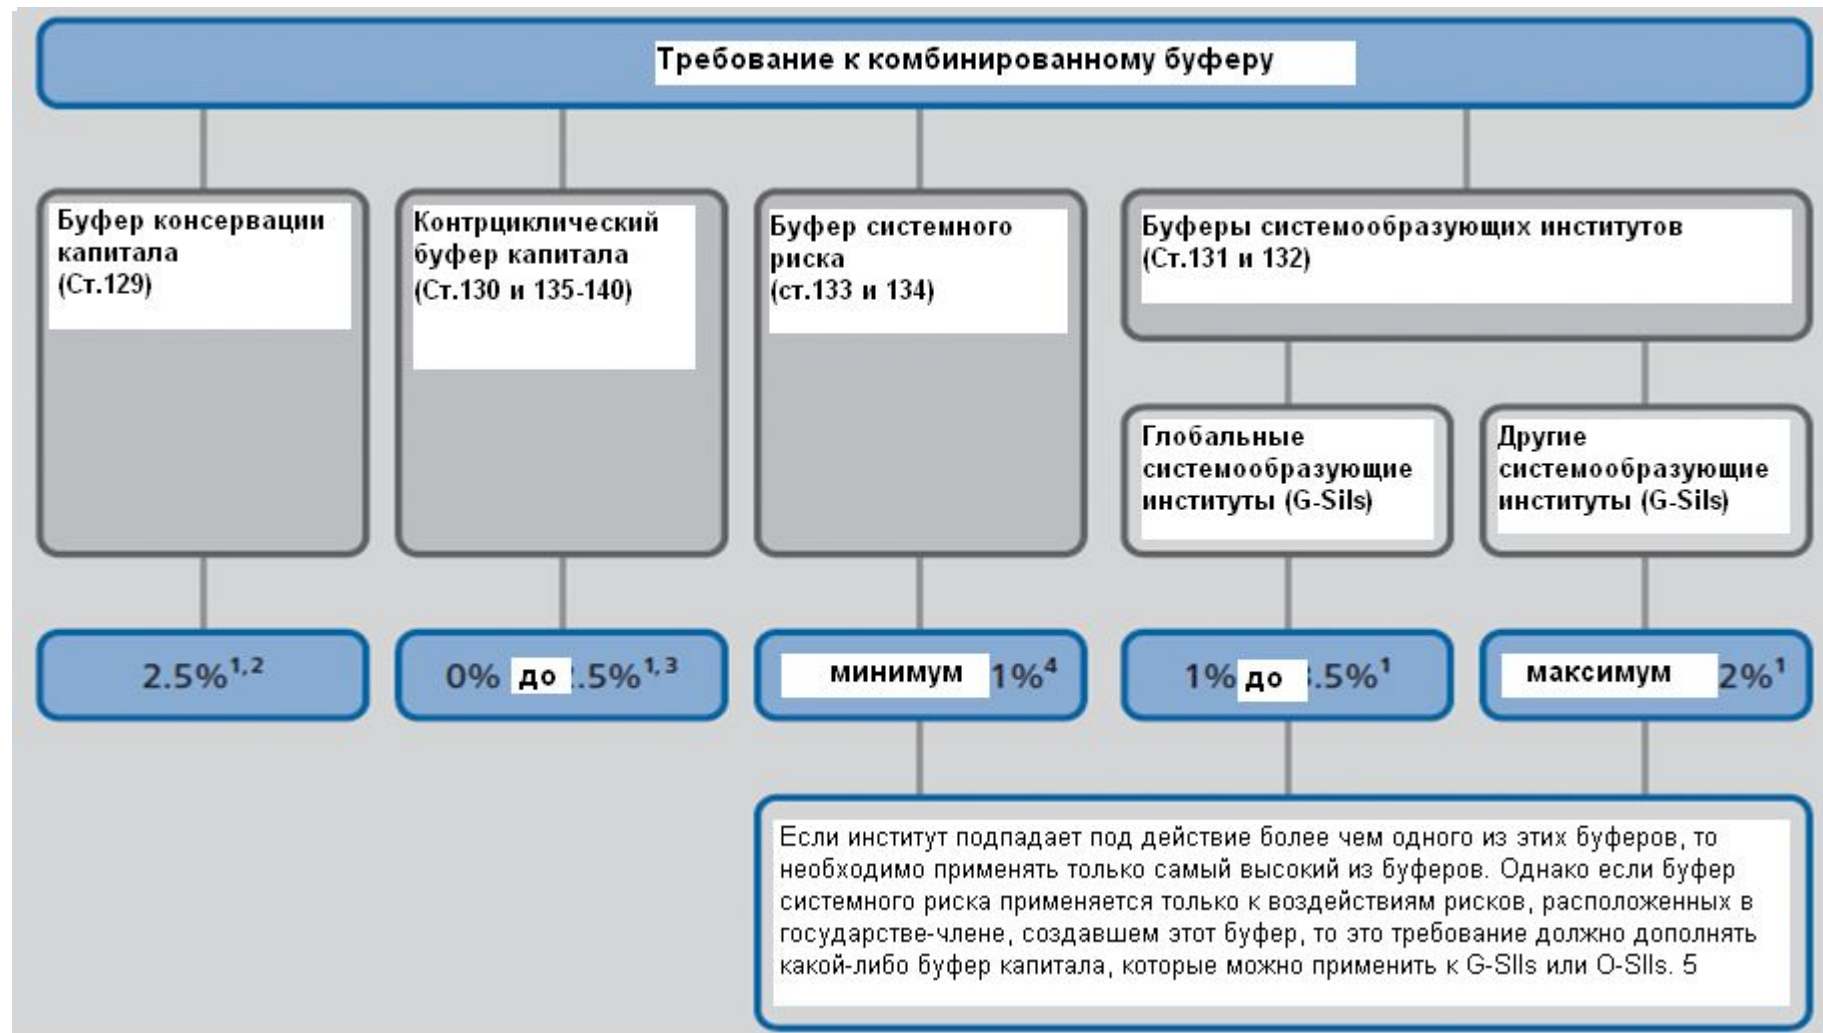 Требование к комбинированному буферу
Буфер консервации
капитала
(Ст.129)
Контрциклический
буфер капитала
(Ст.130 и 135-140)
Буфер системного
риска
(ст.133 и 134)
Буферы системообразующих институтов
(Ст.131 и 132)
Глобальные
системообразующие
институты (G-SiIs)
Другие
системообразующие
институты (G-SiIs)
2.5%¹,²
0% до .5%¹,³
минимум 1%⁴
1% до .5%¹
максимум 2%¹
Если институт подпадает под действие более чем одного из этих буферов, то
необходимо применять только самый высокий из буферов. Однако если буфер
системного риска применяется только к воздействиям рисков, расположенных в
государстве-члене, создавшем этот буфер, то это требование должно дополнять
какой-либо буфер капитала, которые можно применить к G-SIIs или O-SIIs. 5